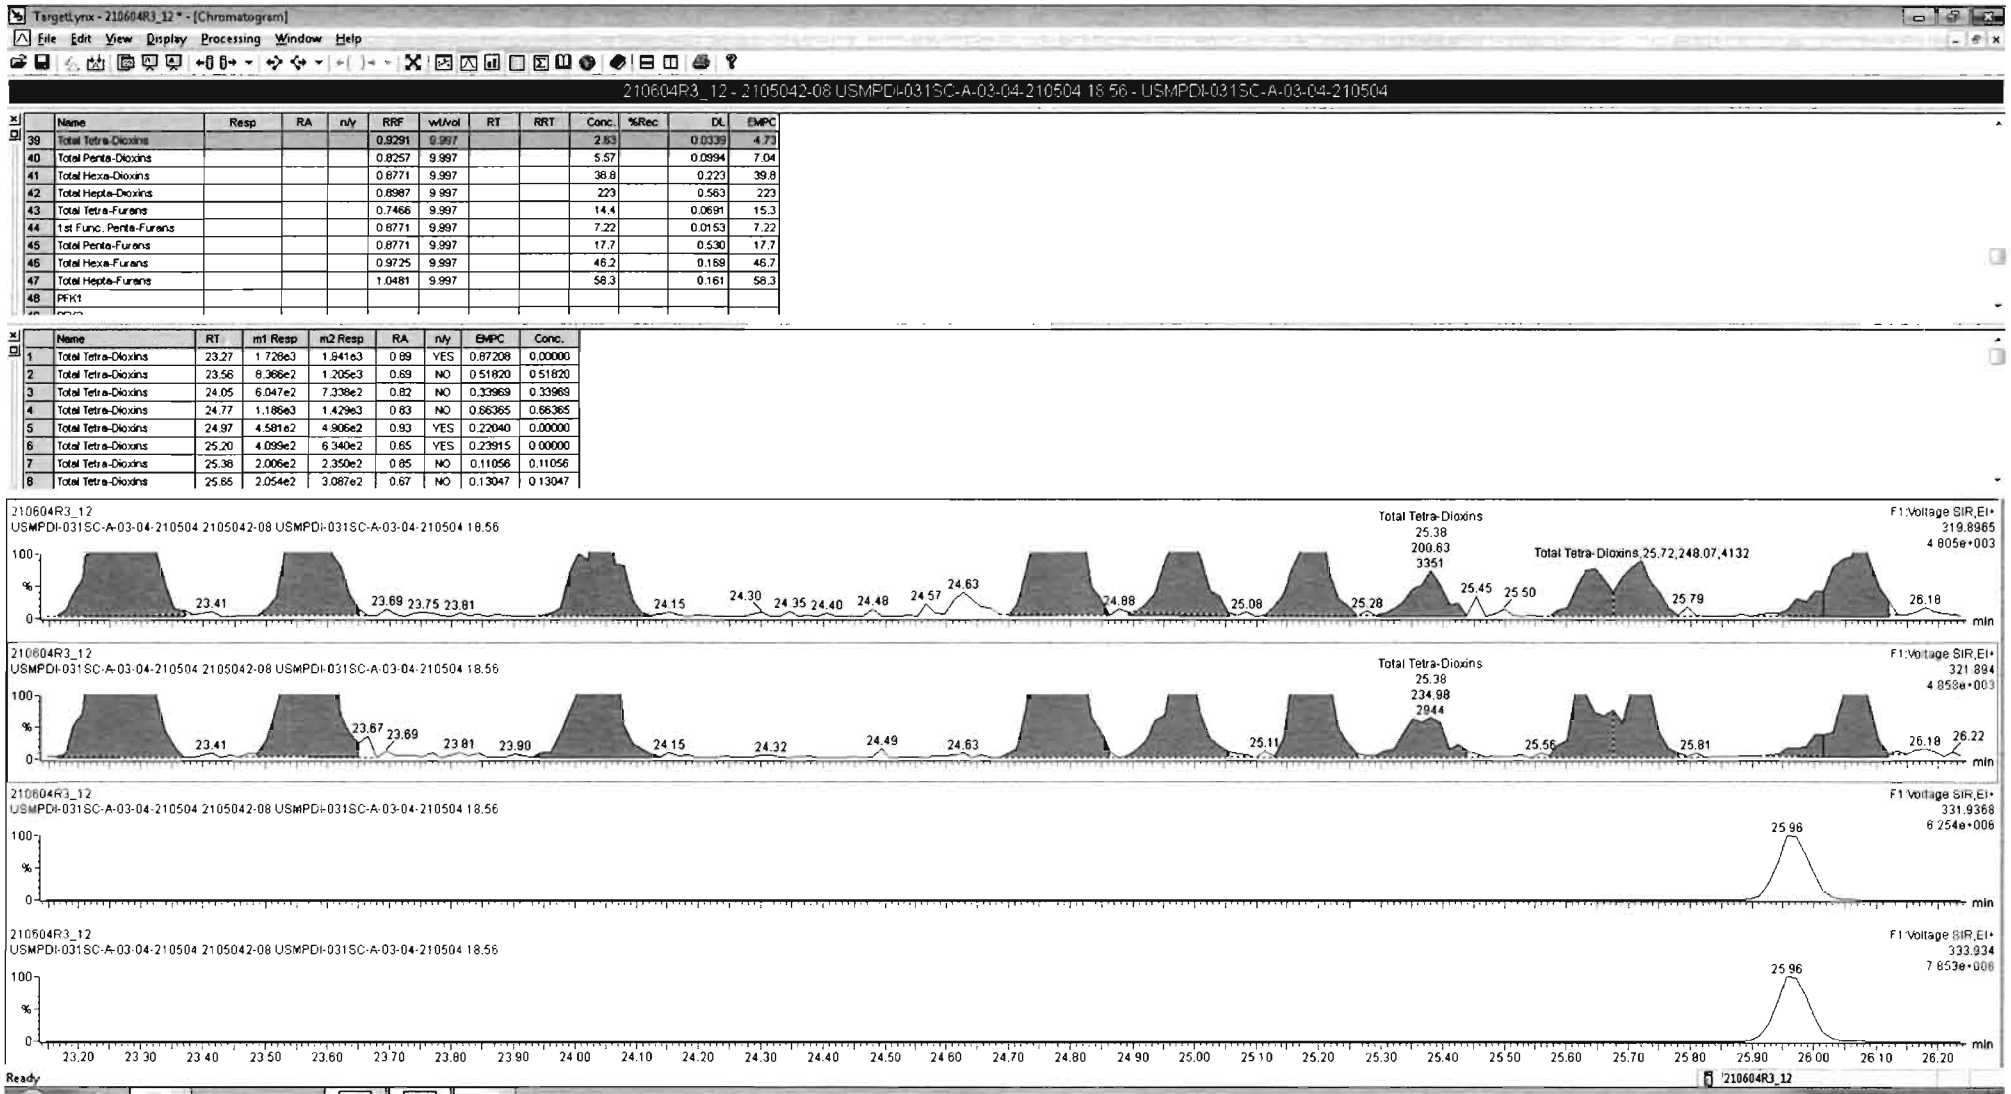 TargetLynx - 210604R3_12 * - [Chromatogram]
File Edit View Display Processing Window Help
210604R3_12 - 2105042-08 USMPDI-031SC-A-03-04-210504 18.56 - USMPDI-031SC-A-03-04-210504
Name Resp RA n/y RRF wt/vol RT RRT Conc. %Rec DL EMPC
39 Total Tetra-Dioxins 0.9291 9.997 2.63 0.0339 4.73
40 Total Penta-Dioxins 0.8257 9.997 5.57 0.0994 7.04
41 Total Hexa-Dioxins 0.8771 9.997 38.8 0.223 39.8
42 Total Hepta-Dioxins 0.8987 9.997 223 0.563 223
43 Total Tetra-Furans 0.7466 9.997 14.4 0.0691 15.3
44 1st Func. Penta-Furans 0.8771 9.997 7.22 0.0153 7.22
45 Total Penta-Furans 0.8771 9.997 17.7 0.530 17.7
46 Total Hexa-Furans 0.9725 9.997 46.2 0.169 46.7
47 Total Hepta-Furans 1.0481 9.997 58.3 0.161 58.3
48 PFK1
Name RT m1 Resp m2 Resp RA n/y EMPC Conc.
1 Total Tetra-Dioxins 23.27 1.728e3 1.941e3 0.89 YES 0.87208 0.00000
2 Total Tetra-Dioxins 23.56 8.366e2 1.205e3 0.69 NO 0.51820 0.51820
3 Total Tetra-Dioxins 24.05 6.047e2 7.338e2 0.82 NO 0.33969 0.33969
4 Total Tetra-Dioxins 24.77 1.186e3 1.429e3 0.83 NO 0.66365 0.66365
5 Total Tetra-Dioxins 24.97 4.581e2 4.906e2 0.93 YES 0.22040 0.00000
6 Total Tetra-Dioxins 25.20 4.099e2 6.340e2 0.65 YES 0.23915 0.00000
7 Total Tetra-Dioxins 25.38 2.006e2 2.350e2 0.85 NO 0.11056 0.11056
8 Total Tetra-Dioxins 25.65 2.054e2 3.087e2 0.67 NO 0.13047 0.13047
210604R3_12
USMPDI-031SC-A-03-04-210504 2105042-08 USMPDI-031SC-A-03-04-210504 18.56
F1:Voltage SIR,EI+
319.8965
4.805e+003
Total Tetra-Dioxins
25.38
200.63
3351
Total Tetra-Dioxins,25.72,248.07,4132
100
%
0
23.41 23.69 23.75 23.81 24.15 24.30 24.35 24.40 24.48 24.57 24.63 24.88 25.08 25.28 25.45 25.50 25.79 26.18
min
210604R3_12
USMPDI-031SC-A-03-04-210504 2105042-08 USMPDI-031SC-A-03-04-210504 18.56
F1:Voltage SIR,EI+
321.894
4.853e+003
Total Tetra-Dioxins
25.38
234.98
2944
100
%
0
23.41 23.67 23.69 23.81 23.90 24.15 24.32 24.49 24.63 25.11 25.56 25.81 26.18 26.22
min
210604R3_12
USMPDI-031SC-A-03-04-210504 2105042-08 USMPDI-031SC-A-03-04-210504 18.56
F1:Voltage SIR,EI+
331.9368
6.254e+006
25.96
100
%
0
min
210604R3_12
USMPDI-031SC-A-03-04-210504 2105042-08 USMPDI-031SC-A-03-04-210504 18.56
F1:Voltage SIR,EI+
333.934
7.853e+006
25.96
100
%
0
23.20 23.30 23.40 23.50 23.60 23.70 23.80 23.90 24.00 24.10 24.20 24.30 24.40 24.50 24.60 24.70 24.80 24.90 25.00 25.10 25.20 25.30 25.40 25.50 25.60 25.70 25.80 25.90 26.00 26.10 26.20
min
Ready
210604R3_12